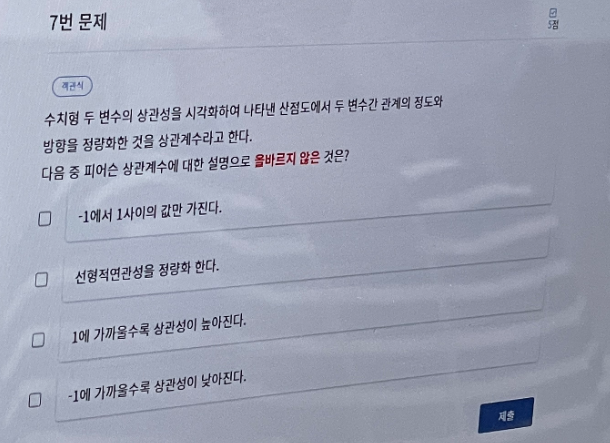 7번 문제
5점
객관식
수치형 두 변수의 상관성을 시각화하여 나타낸 산점도에서 두 변수간 관계의 정도와
방향을 정량화한 것을 상관계수라고 한다.
다음 중 피어슨 상관계수에 대한 설명으로 올바르지 않은 것은?
-1에서 1사이의 값만 가진다.
선형적연관성을 정량화 한다.
1에 가까울수록 상관성이 높아진다.
-1에 가까울수록 상관성이 낮아진다.
제출